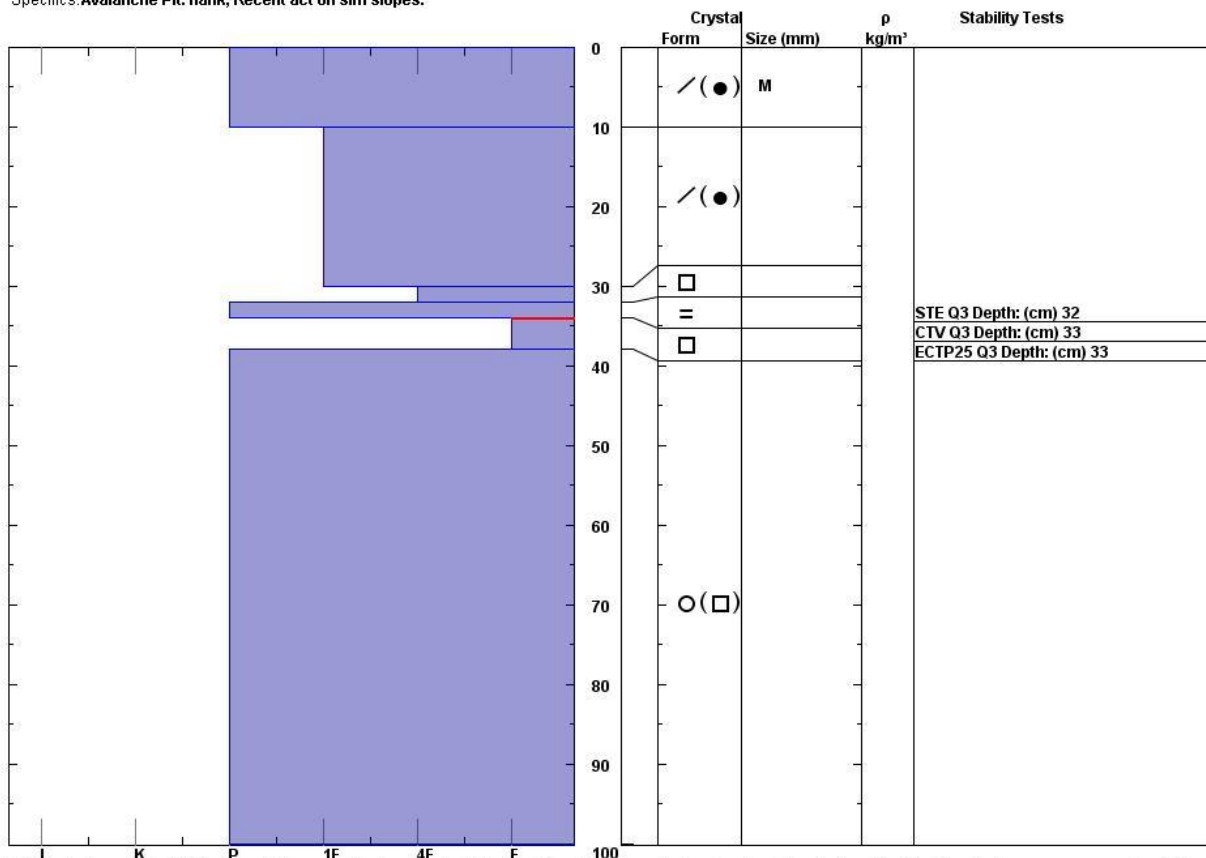 Specifics: Avalanche Pit. flank, Recent act on sim slopes.
Crystal ρ Stability Tests
Form Size (mm) kg/m³
0
/ (●) M
10
/ (●)
20
30 □
= STE Q3 Depth: (cm) 32
CTV Q3 Depth: (cm) 33
□ ECTP25 Q3 Depth: (cm) 33
40
50
60
70 ○ (□)
80
90
I K P 1F 4F F 100